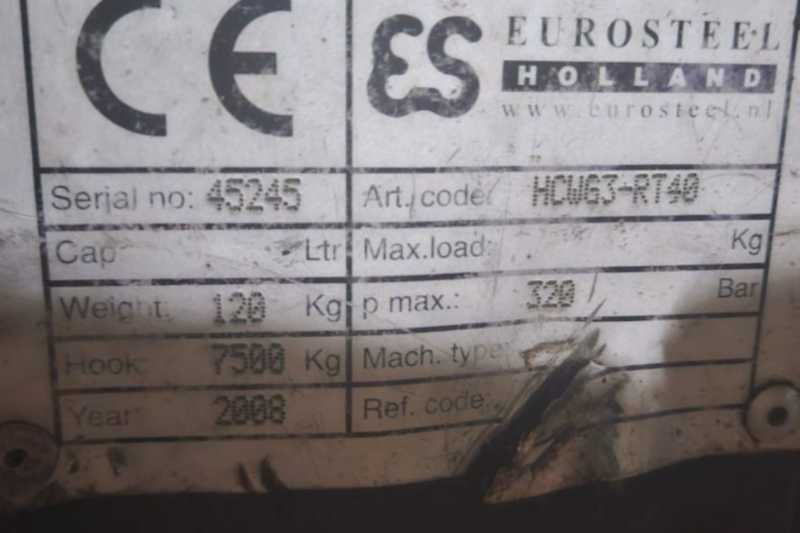 CE ES EUROSTEEL
HOLLAND
www.eurosteel.nl
Serial no: 45245 Art. code: HCW63-RT40
Cap Ltr Max.load: Kg
Weight: 120 Kg p max.: 320 Bar
Hook: 7500 Kg Mach. type
Year 2008 Ref. code: